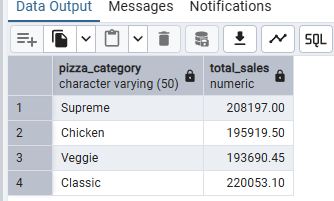 Data Output Messages Notifications
SQL
pizza_category total_sales
character varying (50) numeric
1 Supreme 208197.00
2 Chicken 195919.50
3 Veggie 193690.45
4 Classic 220053.10